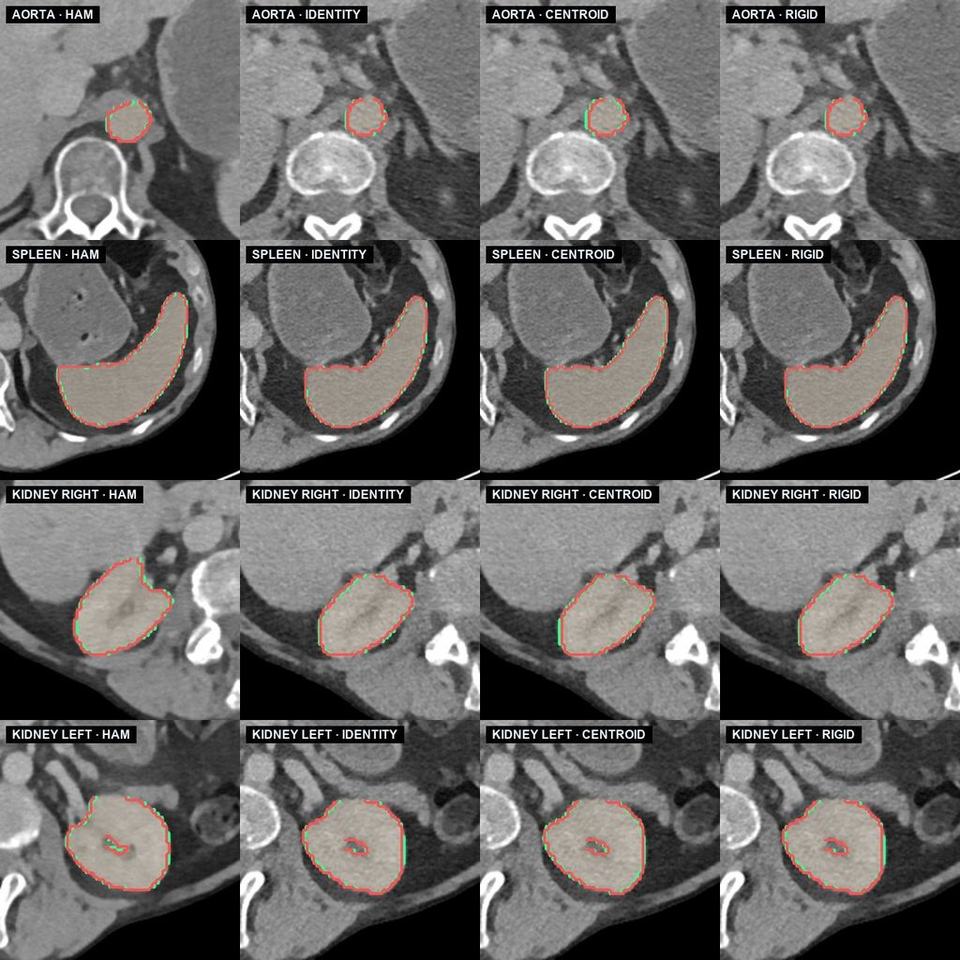 AORTA · HAM
AORTA · IDENTITY
AORTA · CENTROID
AORTA · RIGID
SPLEEN · HAM
SPLEEN · IDENTITY
SPLEEN · CENTROID
SPLEEN · RIGID
KIDNEY RIGHT · HAM
KIDNEY RIGHT · IDENTITY
KIDNEY RIGHT · CENTROID
KIDNEY RIGHT · RIGID
KIDNEY LEFT · HAM
KIDNEY LEFT · IDENTITY
KIDNEY LEFT · CENTROID
KIDNEY LEFT · RIGID